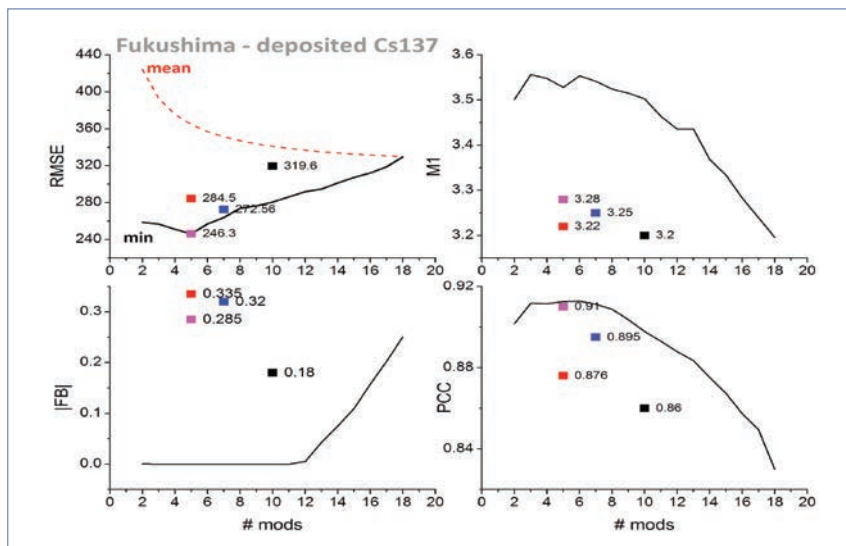 Fukushima - deposited Cs137
440
400
360
320
280
240
RMSE
mean
min
284.5
272.56
246.3
319.6
0 2 4 6 8 10 12 14 16 18 20
3.6
3.5
3.3
3.2
M1
3.28
3.25
3.22
3.2
0 2 4 6 8 10 12 14 16 18 20
0.3
0.2
0.1
0.0
|FB|
0.335
0.32
0.285
0.18
0 2 4 6 8 10 12 14 16 18 20
# mods
0.92
0.88
0.84
PCC
0.91
0.895
0.876
0.86
0 2 4 6 8 10 12 14 16 18 20
# mods